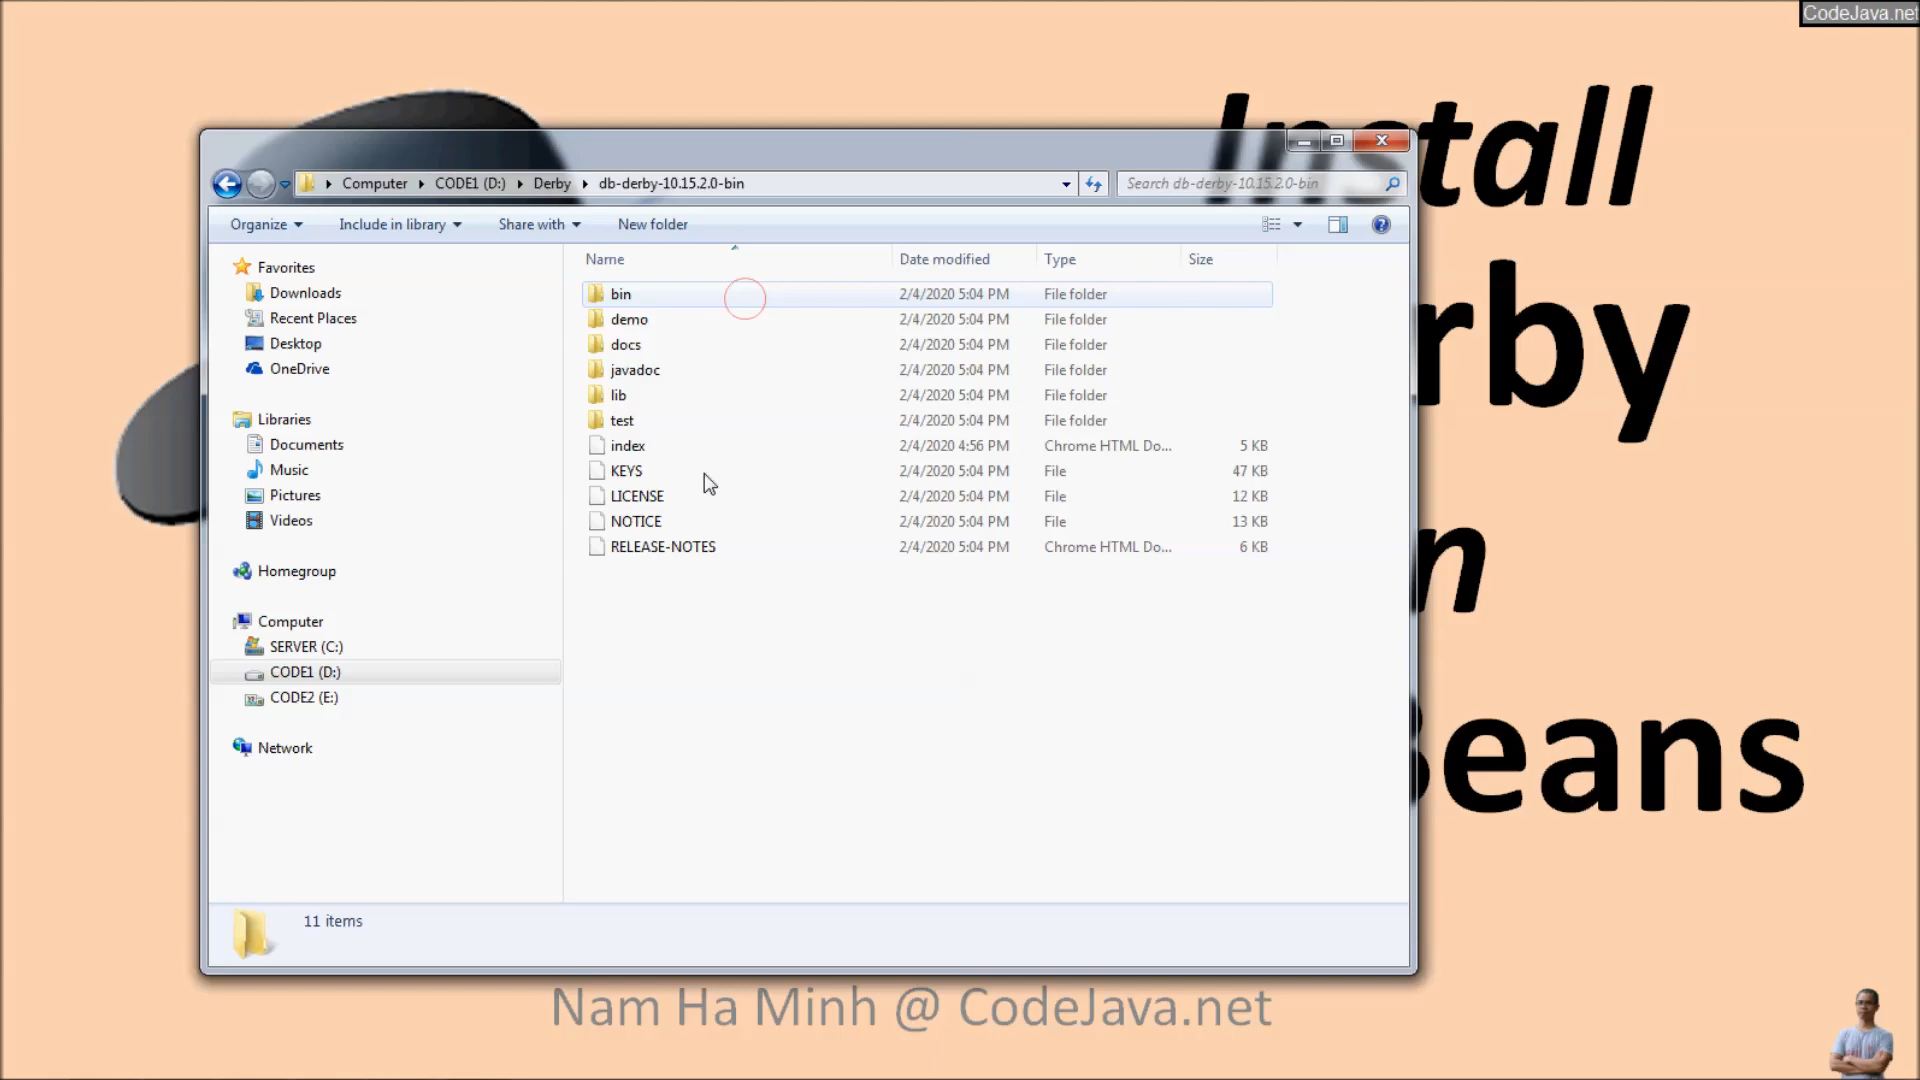 CodeJava.net
Install
Computer CODE1 (D:) Derby db-derby-10.15.2.0-bin Search db-derby-10.15.2.0-bin
Organize Include in library Share with New folder
Name Date modified Type Size
Favorites
Downloads
Recent Places
Desktop
OneDrive
Libraries
Documents
Music
Pictures
Videos
Homegroup
Computer
SERVER (C:)
CODE1 (D:)
CODE2 (E:)
Network
bin 2/4/2020 5:04 PM File folder
demo 2/4/2020 5:04 PM File folder
docs 2/4/2020 5:04 PM File folder
javadoc 2/4/2020 5:04 PM File folder
lib 2/4/2020 5:04 PM File folder
test 2/4/2020 5:04 PM File folder
index 2/4/2020 4:56 PM Chrome HTML Do... 5 KB
KEYS 2/4/2020 5:04 PM File 47 KB
LICENSE 2/4/2020 5:04 PM File 12 KB
NOTICE 2/4/2020 5:04 PM File 13 KB
RELEASE-NOTES 2/4/2020 5:04 PM Chrome HTML Do... 6 KB
rby
n
Beans
11 items
Nam Ha Minh @ CodeJava.net